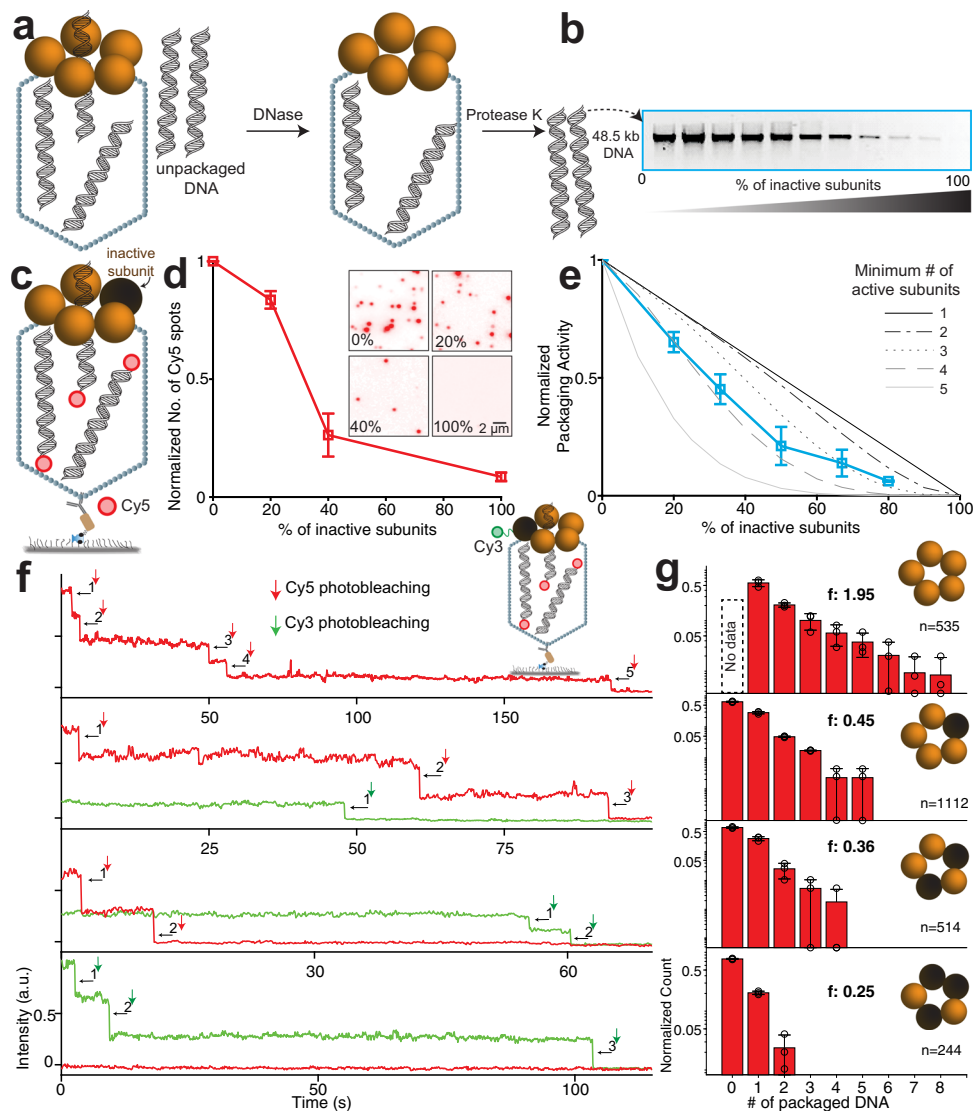 a
unpackaged
DNA
DNase
Protease K
b
48.5 kb
DNA
0
100
% of inactive subunits
c
inactive
subunit
Cy5
d
Normalized No. of Cy5 spots
1
0.5
0
0
20
40
100
% of inactive subunits
0%
20%
40%
100%
2 µm
e
Normalized
Packaging Activity
1
0.5
0
0
20
40
60
80
100
% of inactive subunits
Minimum # of
active subunits
1
2
3
4
5
f
Cy5 photobleaching
Cy3 photobleaching
Cy3
1
2
3
4
5
50
100
150
1
2
1
3
25
50
75
1
2
1
2
30
60
1
2
3
Intensity (a.u.)
0.5
0
0
50
100
Time (s)
g
No data
f: 1.95
n=535
0.5
0.05
f: 0.45
n=1112
0.5
0.05
f: 0.36
n=514
0.5
0.05
f: 0.25
n=244
0.5
0.05
Normalized Count
0 1 2 3 4 5 6 7 8
# of packaged DNA